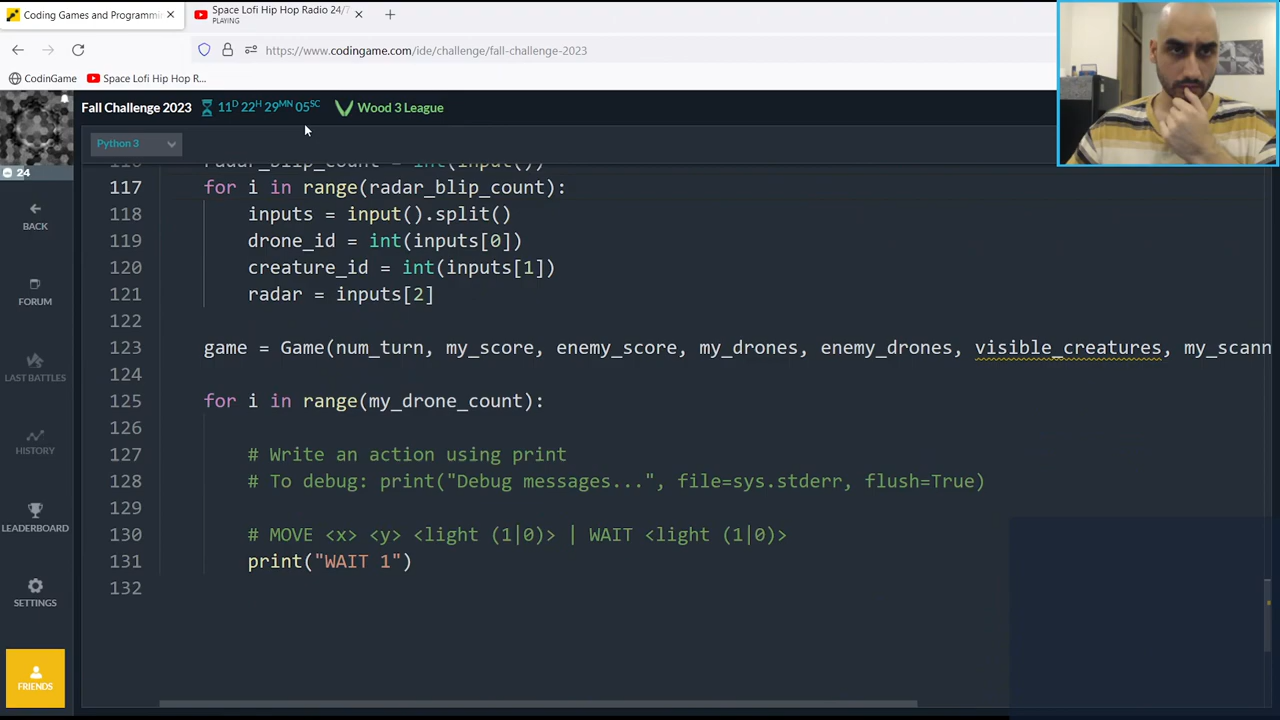 Coding Games and Programmin
Space Lofi Hip Hop Radio 24/7
PLAYING
https://www.codingame.com/ide/challenge/fall-challenge-2023
CodinGame
Space Lofi Hip Hop R...
Fall Challenge 2023
11D 22H 29MN 05SC
Wood 3 League
Python 3
24
BACK
FORUM
LAST BATTLES
HISTORY
LEADERBOARD
SETTINGS
FRIENDS
116 radar_blip_count = int(input())
117 for i in range(radar_blip_count):
118 inputs = input().split()
119 drone_id = int(inputs[0])
120 creature_id = int(inputs[1])
121 radar = inputs[2]
122
123 game = Game(num_turn, my_score, enemy_score, my_drones, enemy_drones, visible_creatures, my_scann
124
125 for i in range(my_drone_count):
126
127 # Write an action using print
128 # To debug: print("Debug messages...", file=sys.stderr, flush=True)
129
130 # MOVE <x> <y> <light (1|0)> | WAIT <light (1|0)>
131 print("WAIT 1")
132